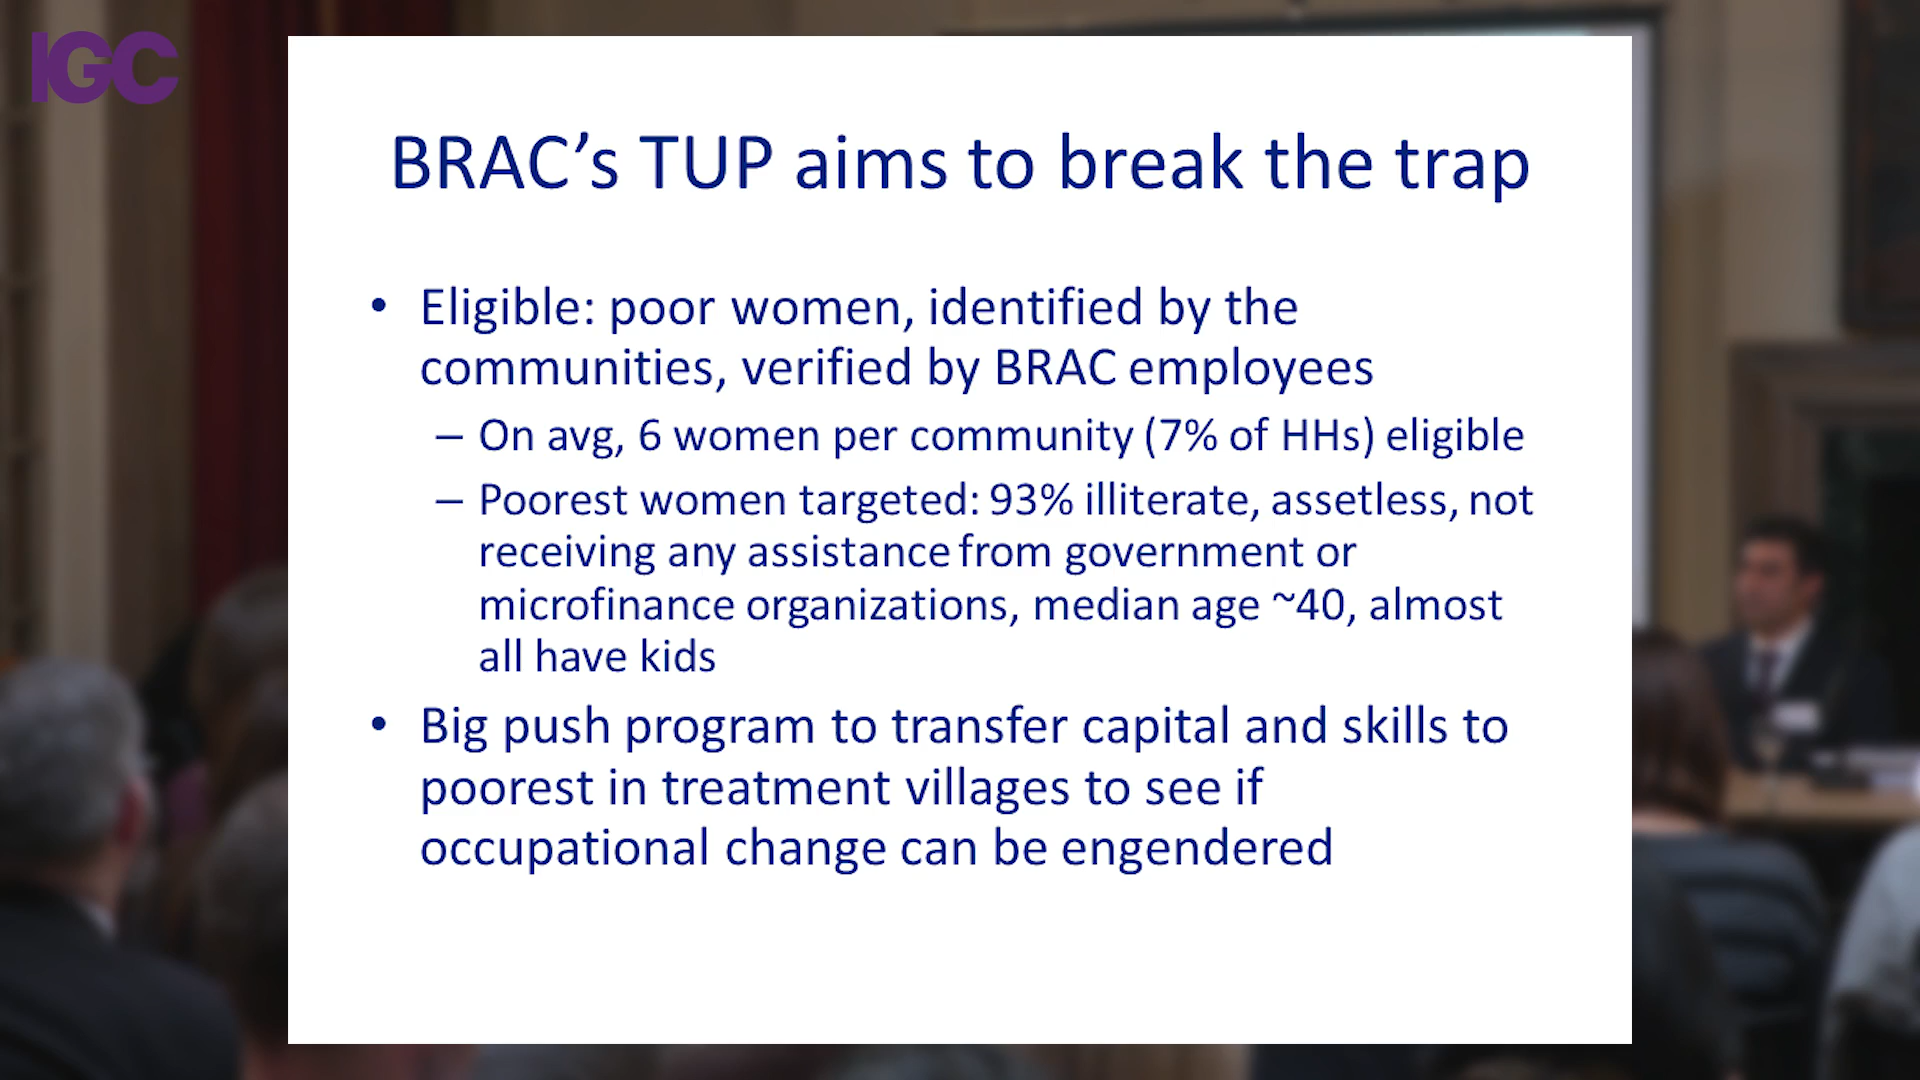 IGC
BRAC’s TUP aims to break the trap
• Eligible: poor women, identified by the
communities, verified by BRAC employees
– On avg, 6 women per community (7% of HHs) eligible
– Poorest women targeted: 93% illiterate, assetless, not
receiving any assistance from government or
microfinance organizations, median age ~40, almost
all have kids
• Big push program to transfer capital and skills to
poorest in treatment villages to see if
occupational change can be engendered